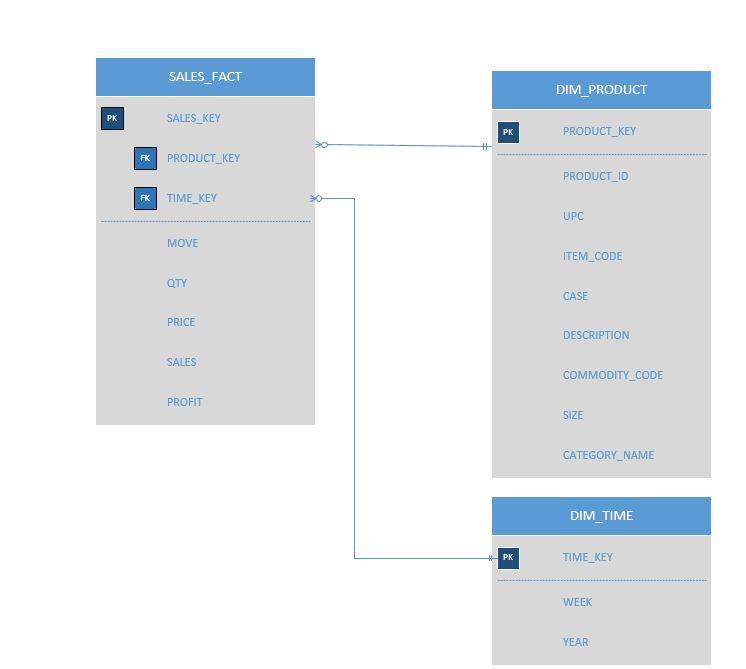 SALES_FACT
PK SALES_KEY
FK PRODUCT_KEY
FK TIME_KEY
MOVE
QTY
PRICE
SALES
PROFIT
DIM_PRODUCT
PK PRODUCT_KEY
PRODUCT_ID
UPC
ITEM_CODE
CASE
DESCRIPTION
COMMODITY_CODE
SIZE
CATEGORY_NAME
DIM_TIME
PK TIME_KEY
WEEK
YEAR